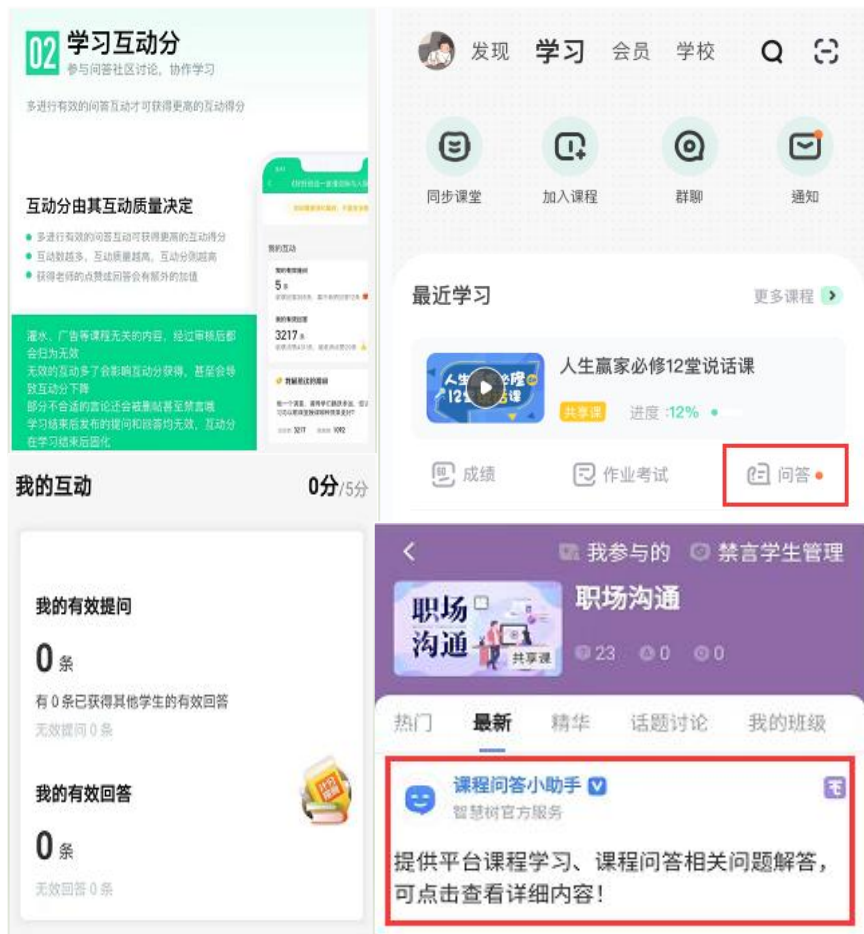 02 学习互动分
参与问答社区讨论，协作学习
多进行有效的问答互动才可获得更高的互动得分
互动分由其互动质量决定
多进行有效的问答互动可获得更高的互动得分
互动数越多，互动质量越高，互动分则越高
获得老师的点赞或回答会有额外的加值
灌水、广告等课程无关的内容，经过审核后都
会归为无效
无效的互动多了会影响互动分获得，甚至会导
致互动分下降
部分不合适的言论还会被删帖甚至禁言哦
学习结束后发布的提问和回答均无效，互动分
在学习结束后固化
我的互动
我的有效提问
5条
我的有效回答
3217条
发现 学习 会员 学校
同步课堂 加入课程 群聊 通知
最近学习 更多课程
人生赢家必修12堂说话课
共享课 进度:12%
成绩 作业考试 问答
我的互动 0分/5分
我的有效提问
0条
有 0 条已获得其他学生的有效回答
无效提问 0 条
我的有效回答
0条
无效回答 0 条
我参与的 禁言学生管理
职场
沟通
共享课
职场沟通
23 0 0
热门 最新 精华 话题讨论 我的班级
课程问答小助手
智慧树官方服务
提供平台课程学习、课程问答相关问题解答，
可点击查看详细内容！